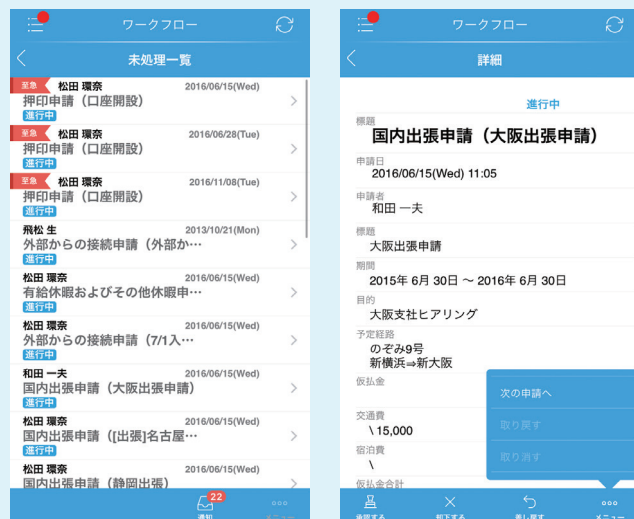 ワークフロー
未処理一覧
至急 松田 環奈 2016/06/15(Wed)
押印申請（口座開設）
進行中
至急 松田 環奈 2016/06/28(Tue)
押印申請（口座開設）
進行中
至急 松田 環奈 2016/11/08(Tue)
押印申請（口座開設）
進行中
飛松 生 2013/10/21(Mon)
外部からの接続申請（外部か…
進行中
松田 環奈 2016/06/15(Wed)
有給休暇およびその他休暇申…
進行中
松田 環奈 2016/06/15(Wed)
外部からの接続申請（7/1入…
進行中
和田 一夫 2016/06/15(Wed)
国内出張申請（大阪出張申請）
進行中
松田 環奈 2016/06/15(Wed)
国内出張申請（[出張]名古屋…
進行中
松田 環奈 2016/06/15(Wed)
国内出張申請（静岡出張）
22
通知 メニュー
ワークフロー
詳細
進行中
標題
国内出張申請（大阪出張申請）
申請日
2016/06/15(Wed) 11:05
申請者
和田 一夫
標題
大阪出張申請
期間
2015年 6月 30日 ～ 2016年 6月 30日
目的
大阪支社ヒアリング
予定経路
のぞみ9号
新横浜⇒新大阪
仮払金
交通費
\ 15,000
宿泊費
\
仮払金合計
次の申請へ
取り戻す
取り消す
承認する 却下する 差し戻す メニュー